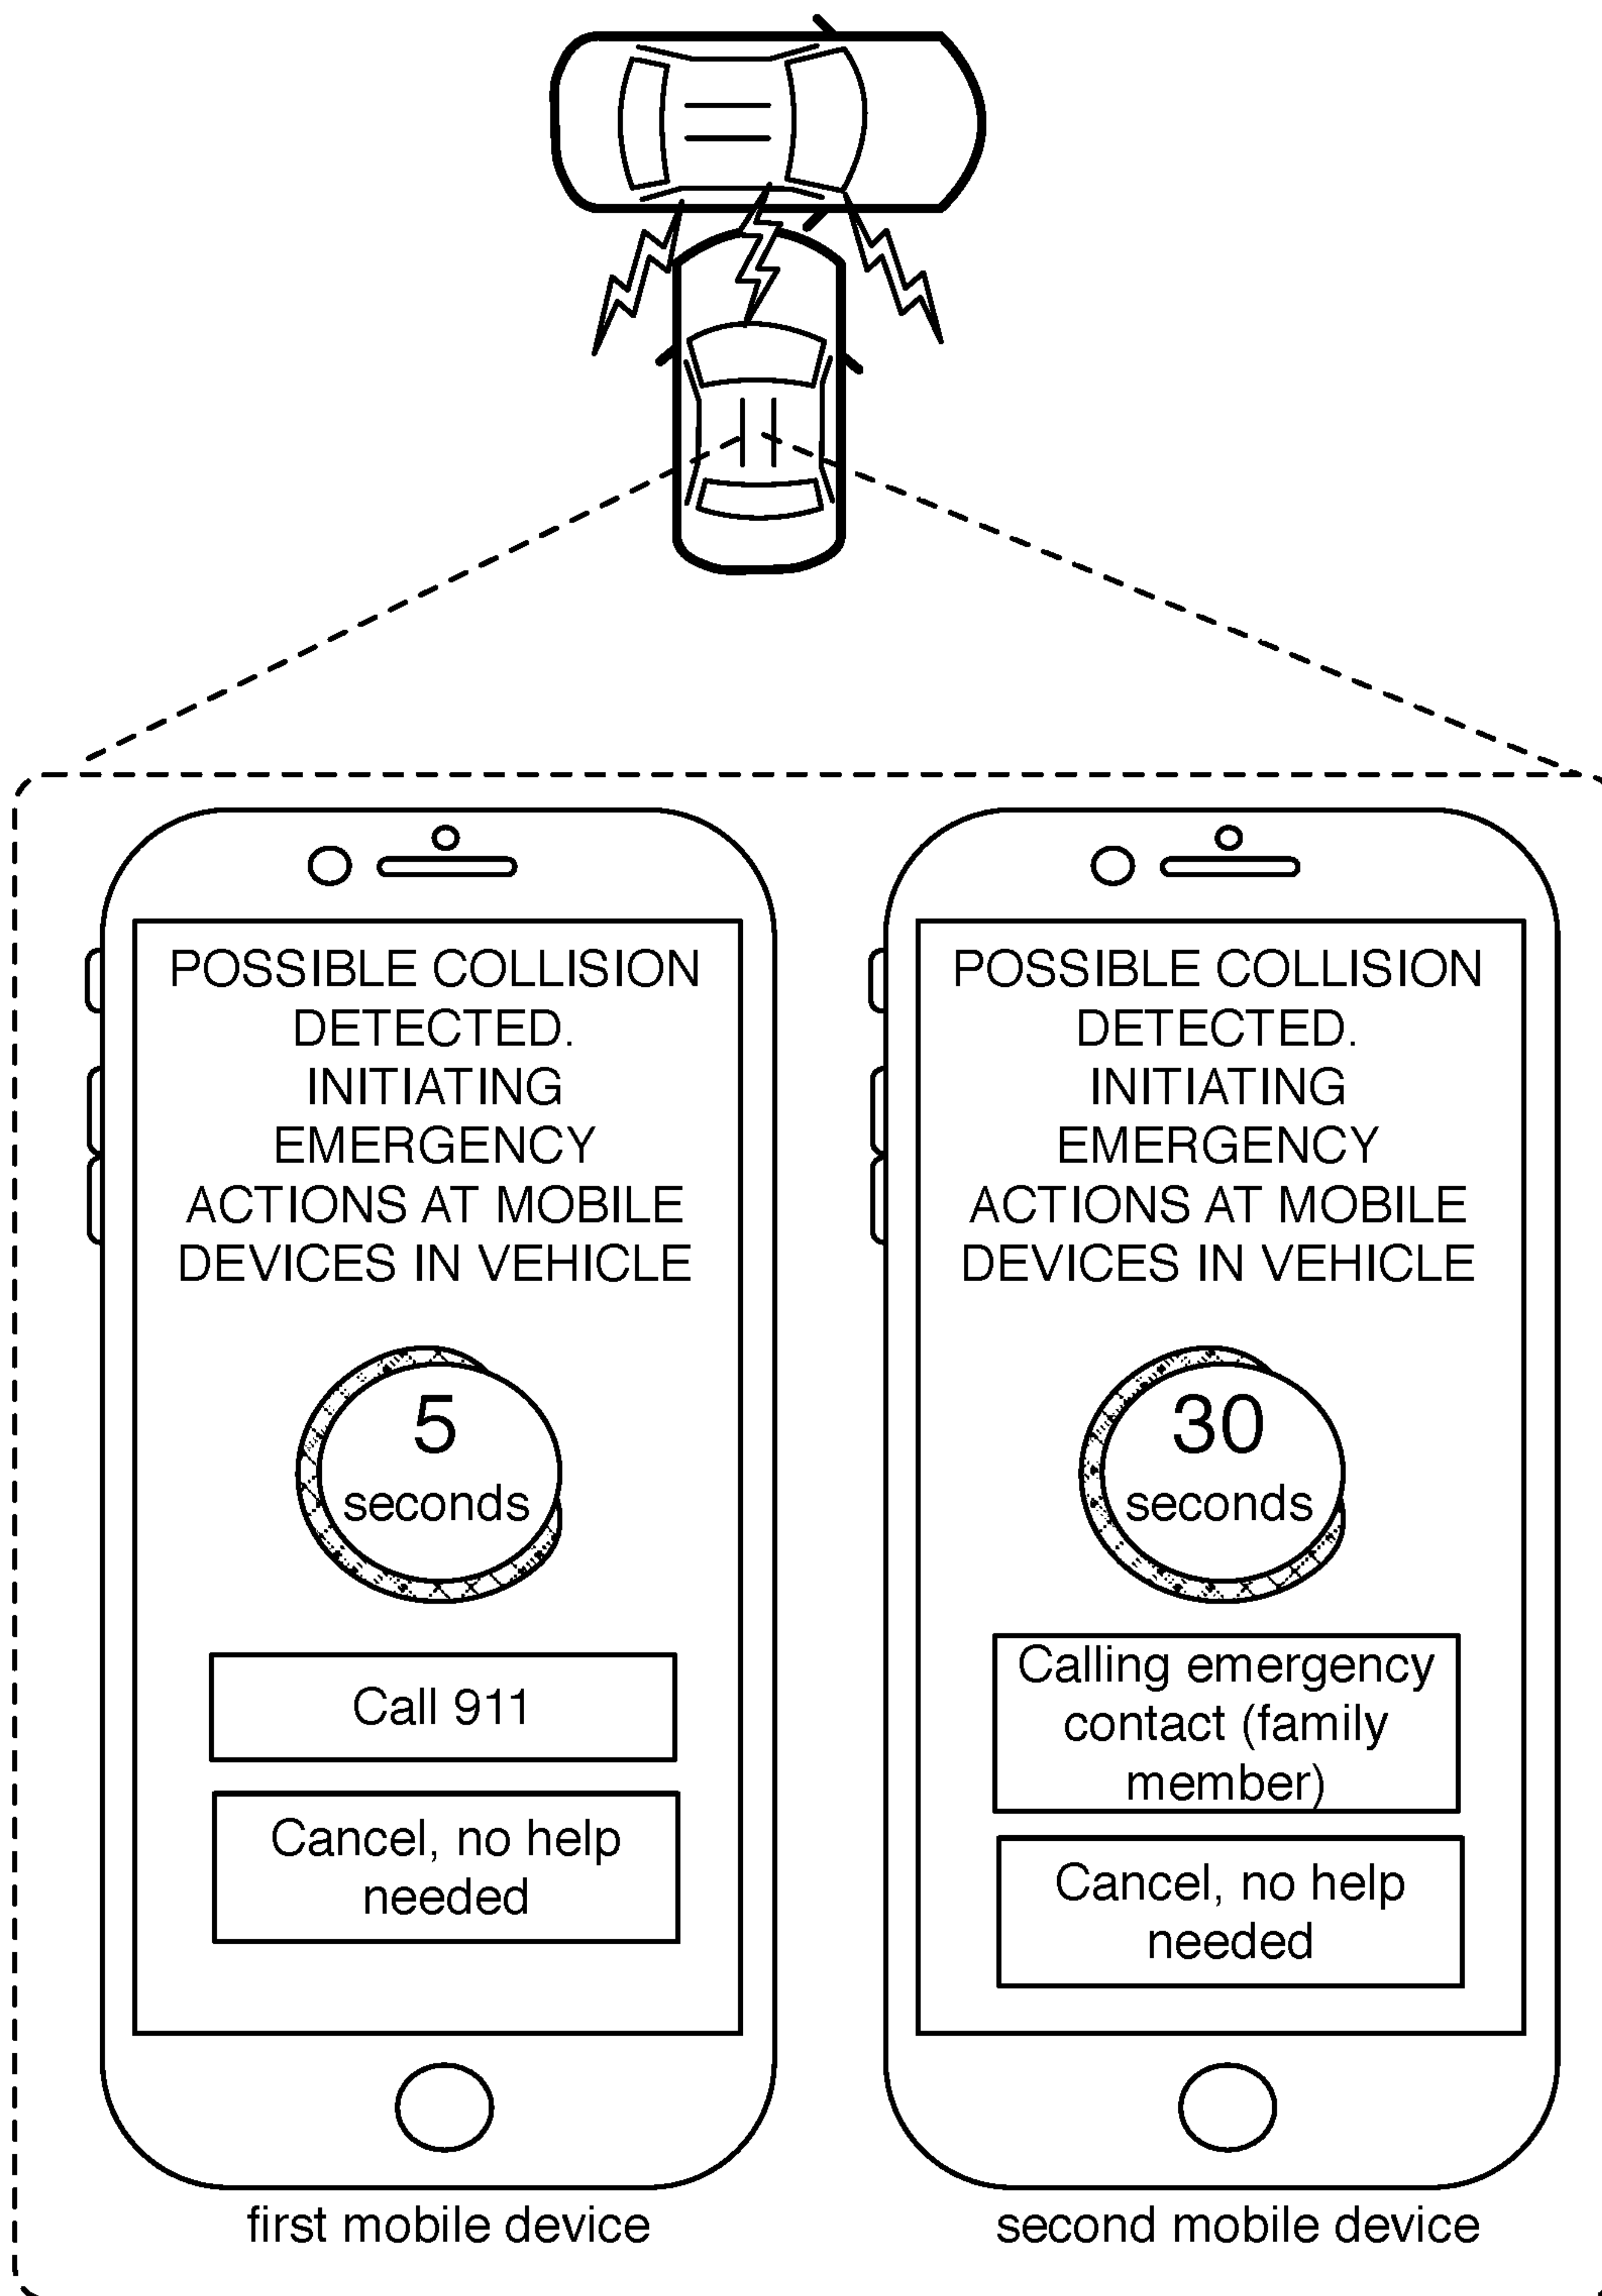 POSSIBLE COLLISION
DETECTED.
INITIATING
EMERGENCY
ACTIONS AT MOBILE
DEVICES IN VEHICLE
5
seconds
Call 911
Cancel, no help
needed
first mobile device
POSSIBLE COLLISION
DETECTED.
INITIATING
EMERGENCY
ACTIONS AT MOBILE
DEVICES IN VEHICLE
30
seconds
Calling emergency
contact (family
member)
Cancel, no help
needed
second mobile device